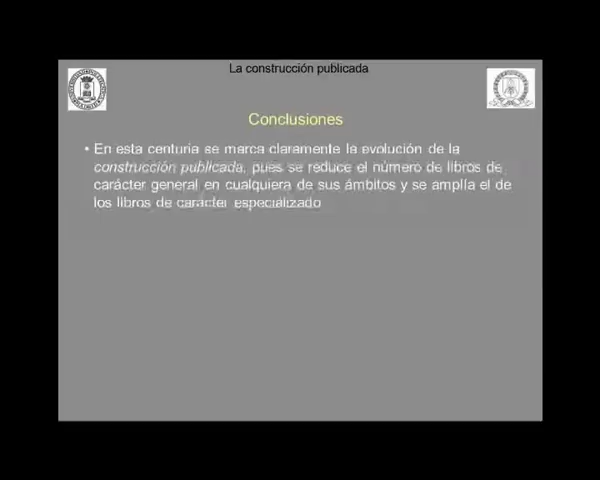 La construcción publicada
Conclusiones
• En esta centuria se marca claramente la evolución de la
construcción publicada, pues se reduce el número de libros de
carácter general en cualquiera de sus ámbitos y se amplía el de
los libros de carácter especializado